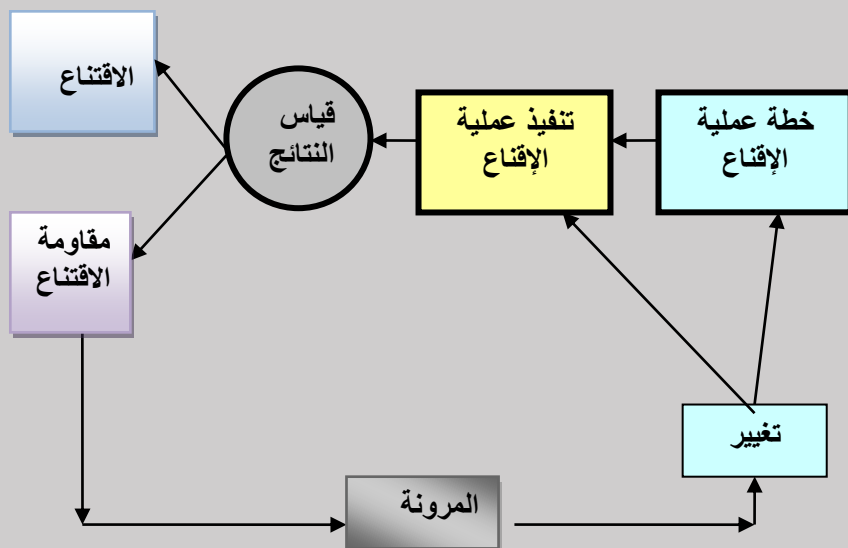 خطة عملية
الإقناع
تنفيذ عملية
الإقناع
قياس
النتائج
الاقتناع
مقاومة
الاقتناع
تغيير
المرونة